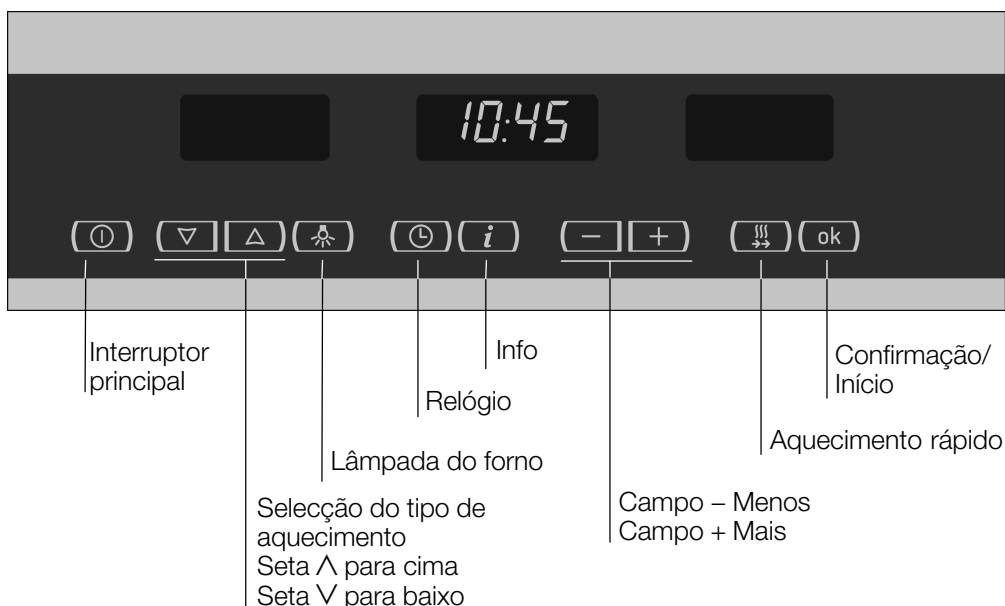 10:45
i
− +
ok
Interruptor
principal
Info
Confirmação/
Início
Relógio
Aquecimento rápido
Lâmpada do forno
Selecção do tipo de
aquecimento
Seta ∧ para cima
Seta ∨ para baixo
Campo – Menos
Campo + Mais